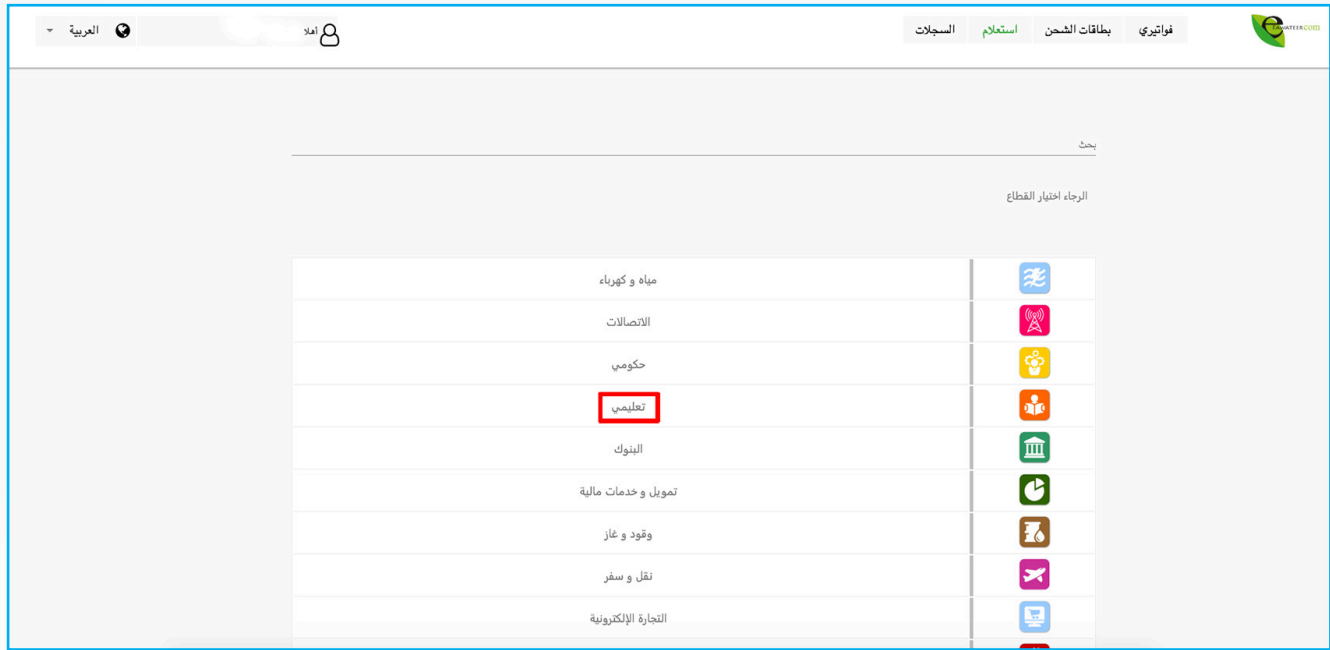 eFAWATEERCOM
فواتيري
بطاقات الشحن
استعلام
السجلات
أهلا
العربية
بحث
الرجاء اختيار القطاع
مياه و كهرباء
الاتصالات
حكومي
تعليمي
البنوك
تمويل و خدمات مالية
وقود و غاز
نقل و سفر
التجارة الإلكترونية